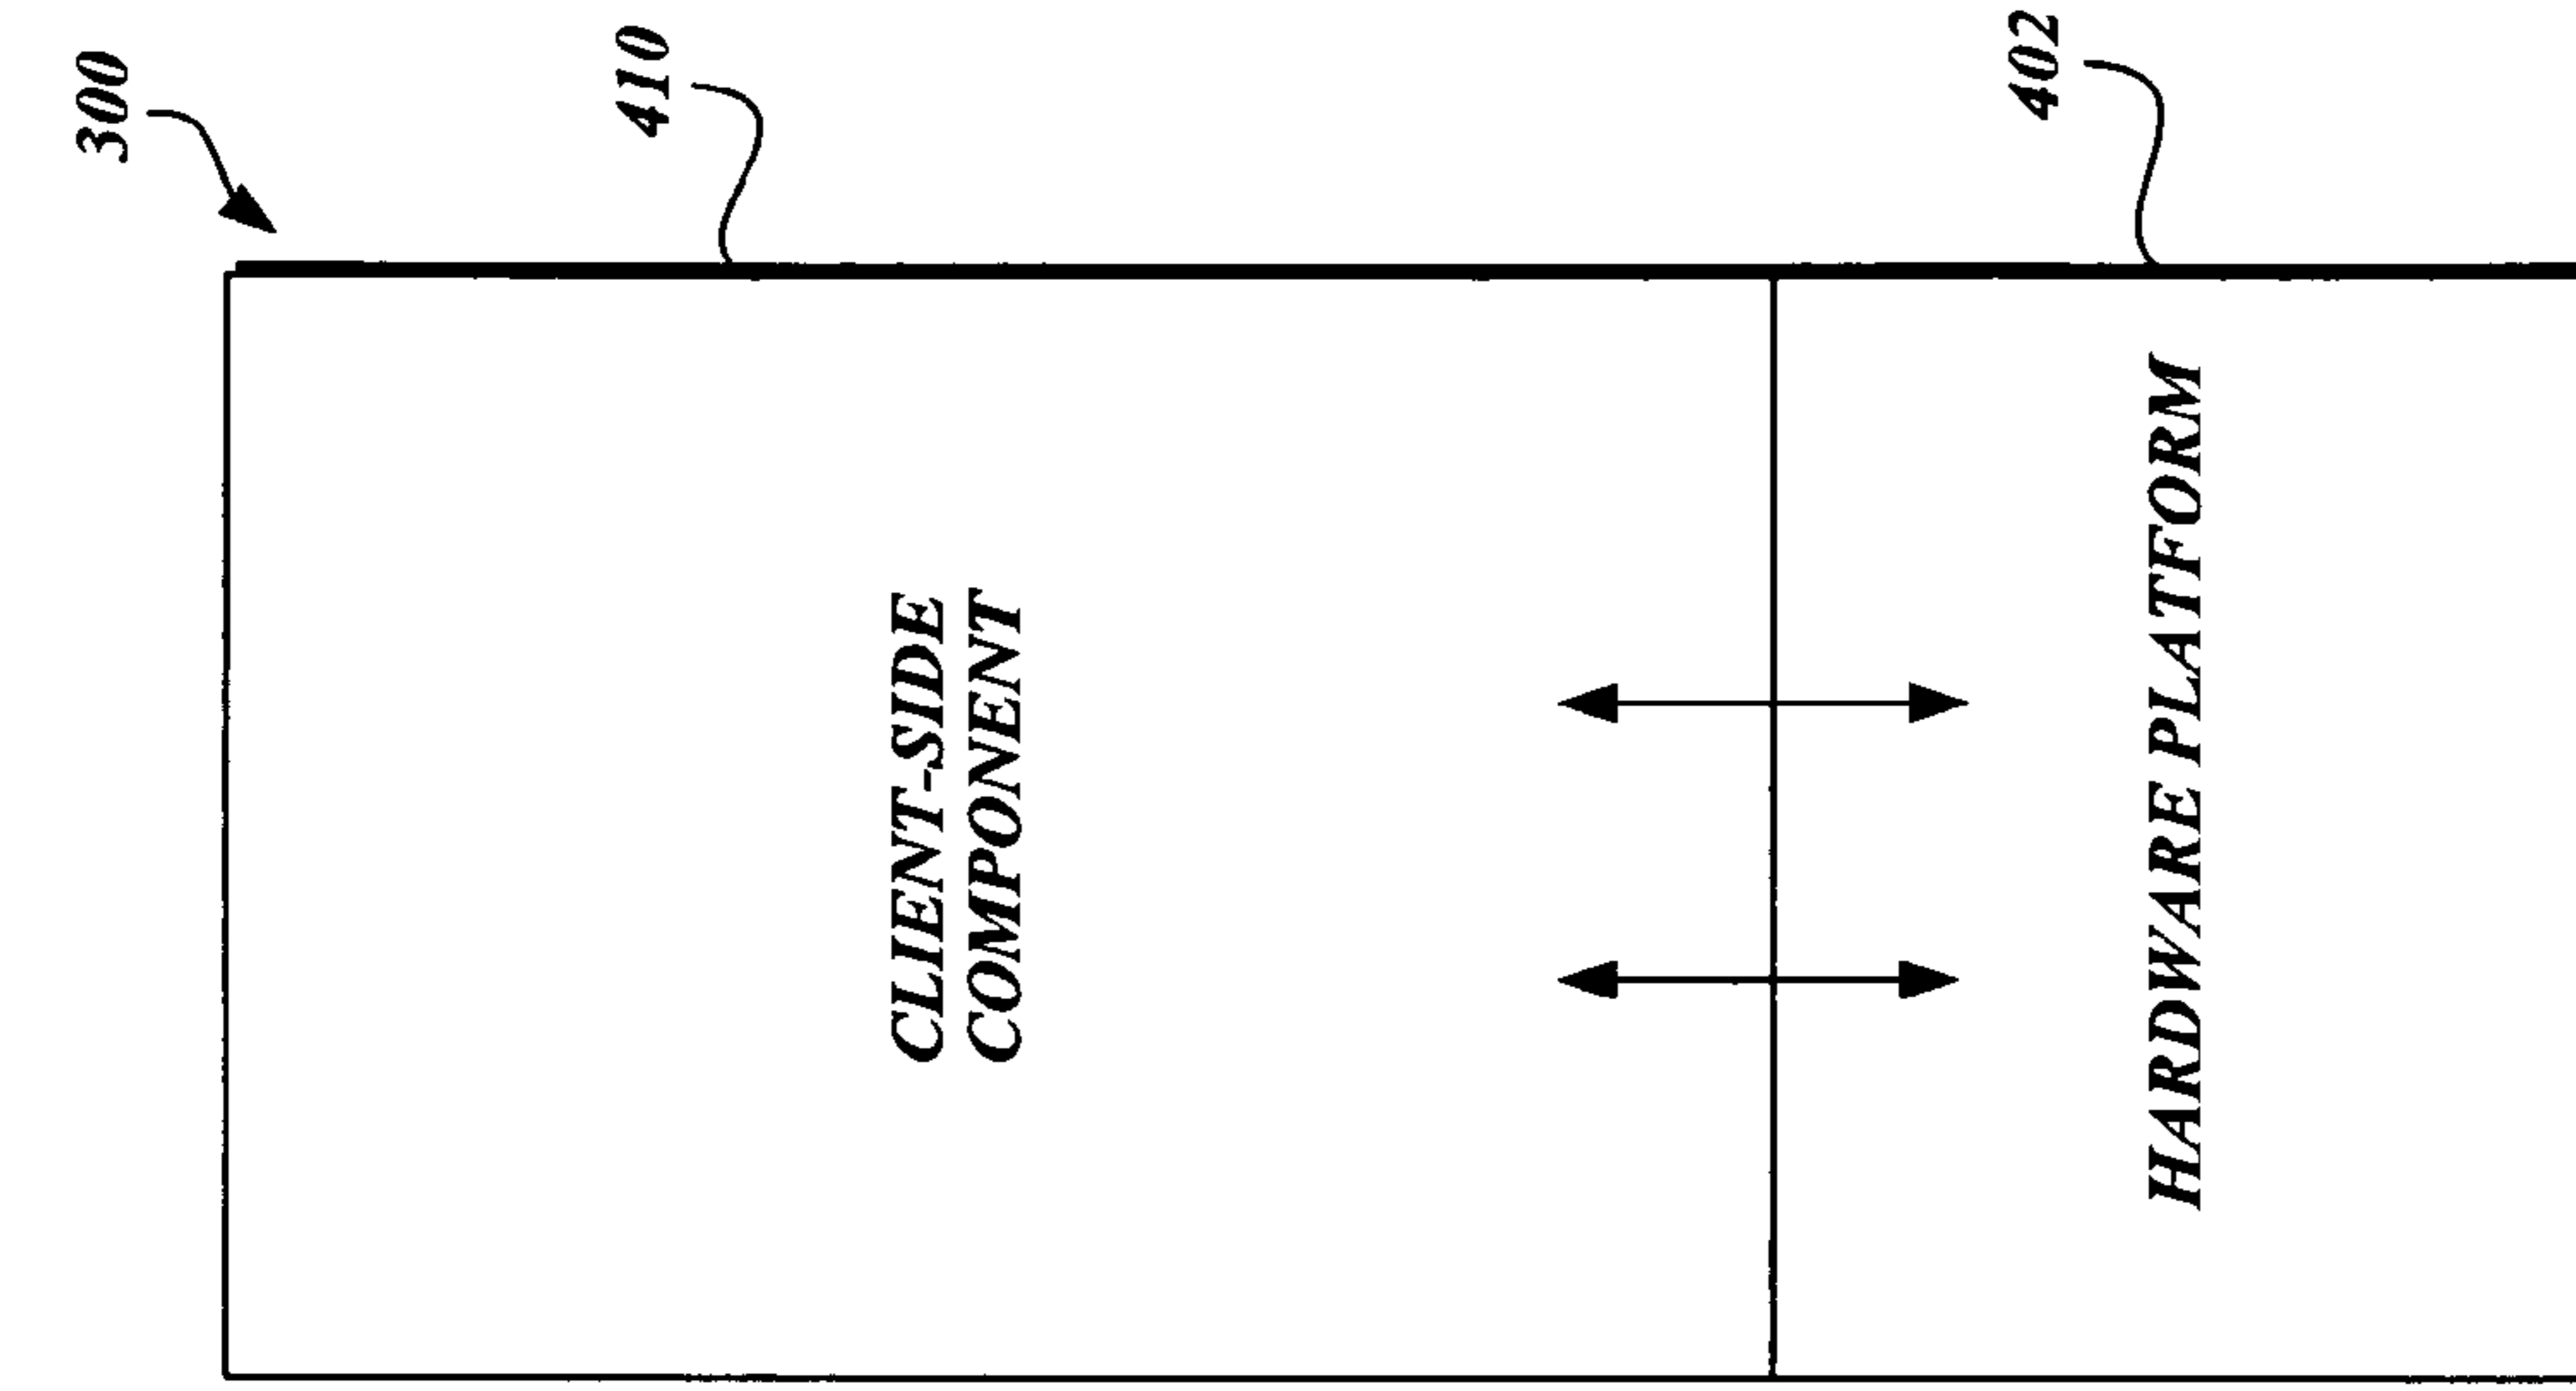 300
410
CLIENT-SIDE
COMPONENT
402
HARDWARE PLATFORM